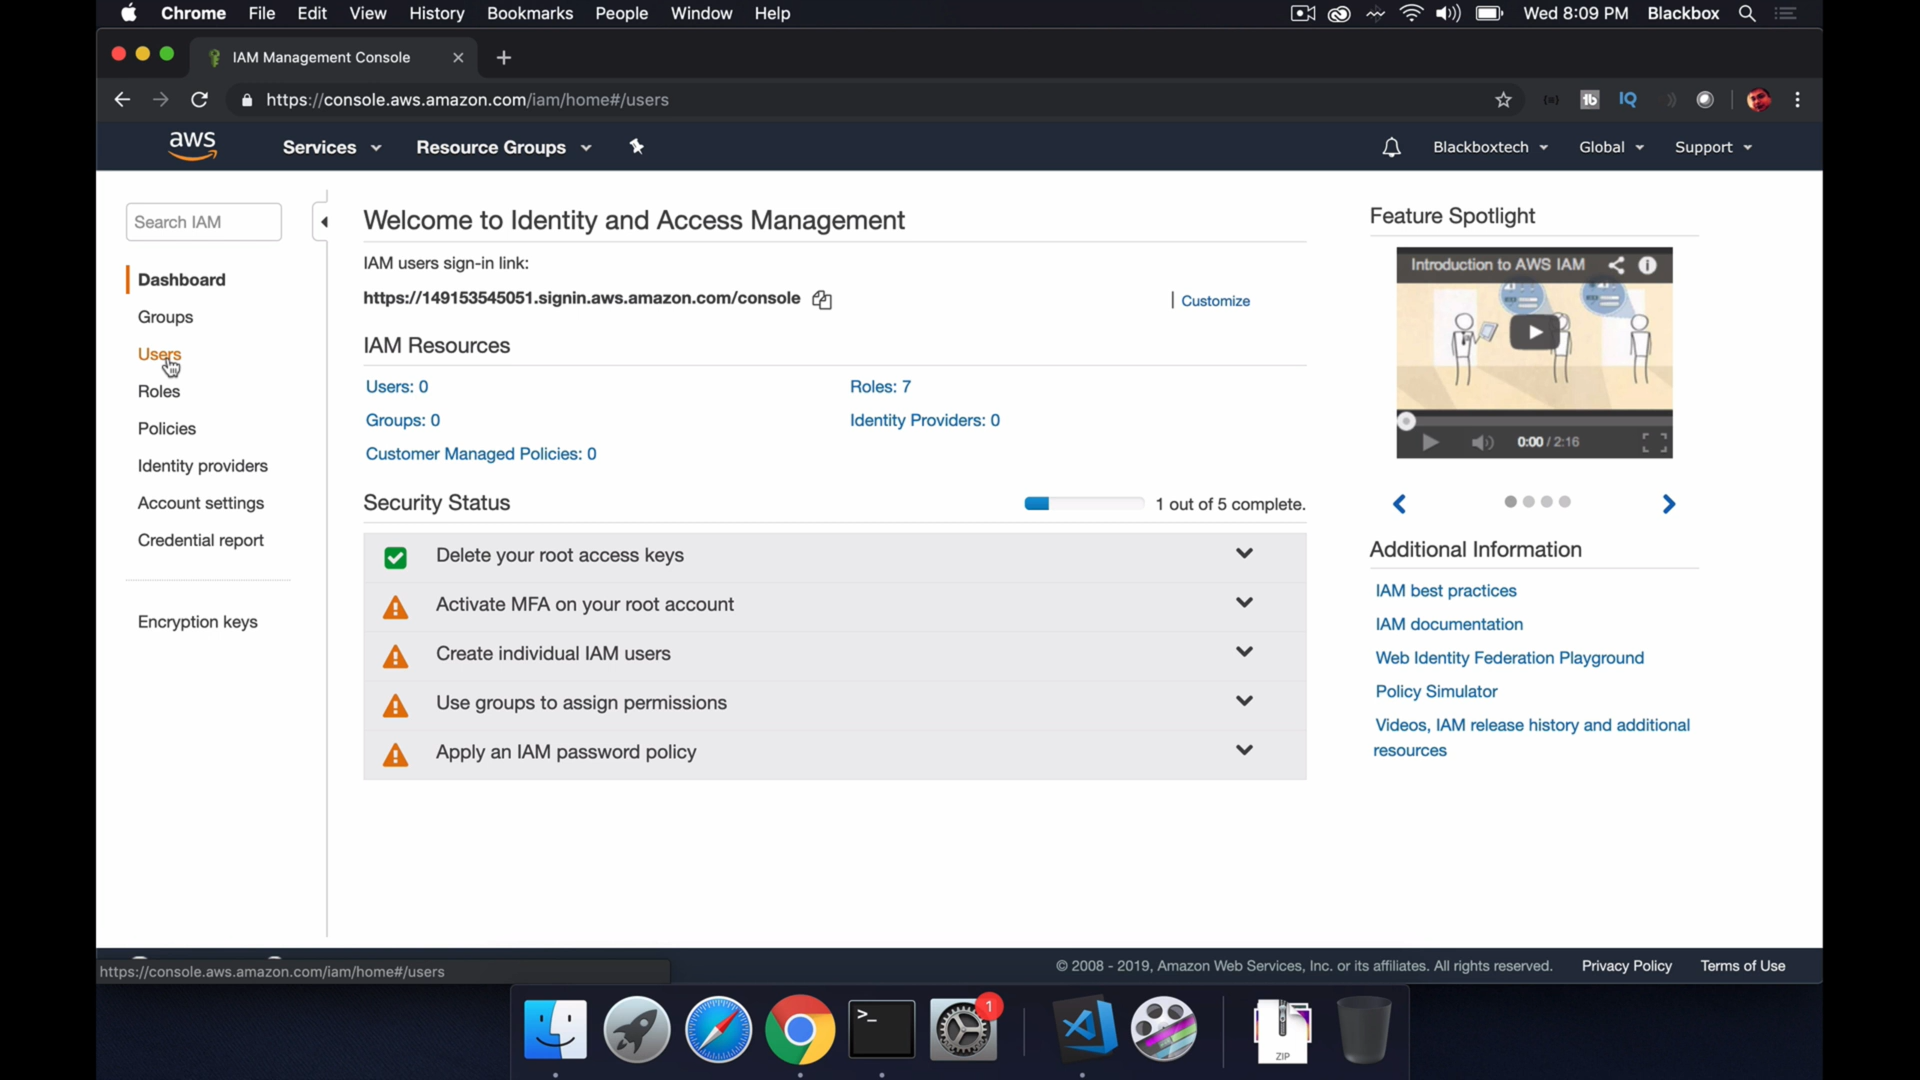 Chrome File Edit View History Bookmarks People Window Help Wed 8:09 PM Blackbox
IAM Management Console
https://console.aws.amazon.com/iam/home#/users
tb IQ
aws Services Resource Groups Blackboxtech Global Support
Search IAM
Dashboard
Groups
Users
Roles
Policies
Identity providers
Account settings
Credential report
Encryption keys
Welcome to Identity and Access Management
IAM users sign-in link:
https://149153545051.signin.aws.amazon.com/console | Customize
IAM Resources
Users: 0 Roles: 7
Groups: 0 Identity Providers: 0
Customer Managed Policies: 0
Security Status 1 out of 5 complete.
Delete your root access keys
Activate MFA on your root account
Create individual IAM users
Use groups to assign permissions
Apply an IAM password policy
Feature Spotlight
Introduction to AWS IAM
0:00 / 2:16
Additional Information
IAM best practices
IAM documentation
Web Identity Federation Playground
Policy Simulator
Videos, IAM release history and additional
resources
https://console.aws.amazon.com/iam/home#/users
© 2008 - 2019, Amazon Web Services, Inc. or its affiliates. All rights reserved. Privacy Policy Terms of Use
>_
1
ZIP